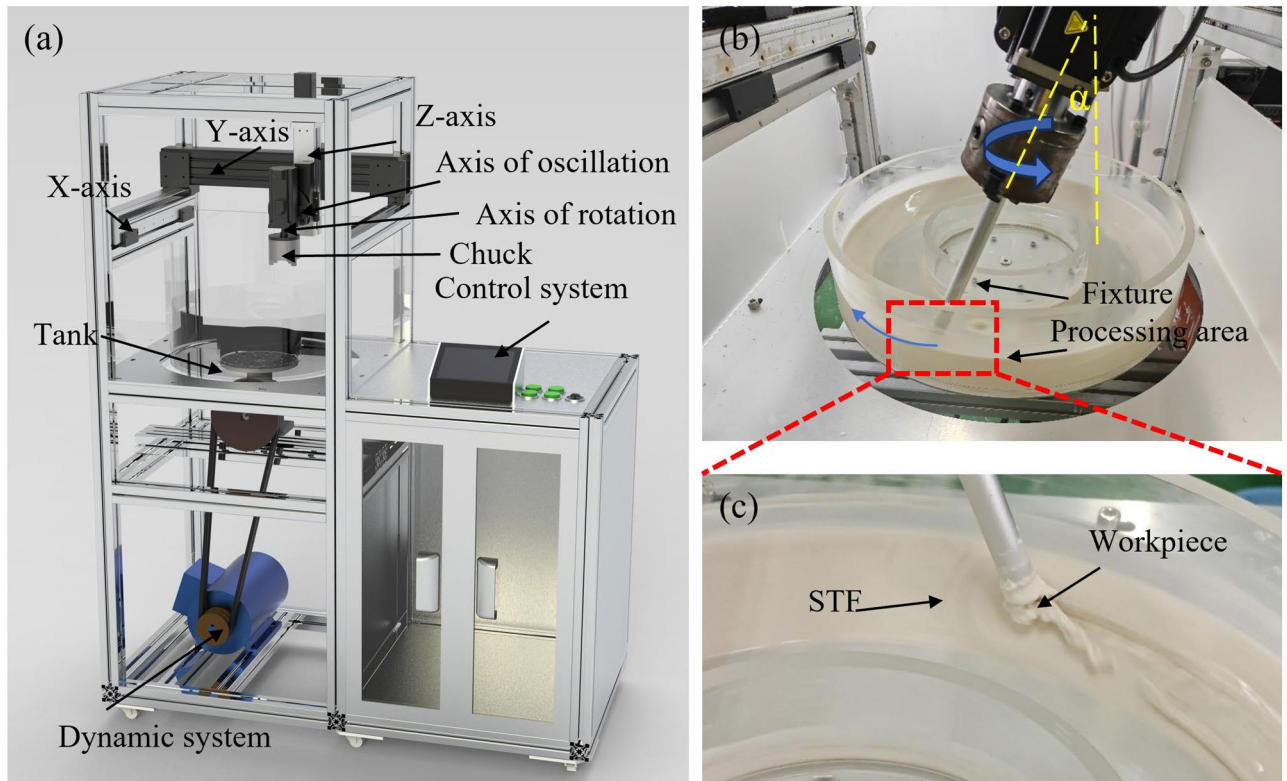 (a)
Y-axis
Z-axis
X-axis
Axis of oscillation
Axis of rotation
Chuck
Control system
Tank
Dynamic system
(b)
α
Fixture
Processing area
(c)
Workpiece
STF